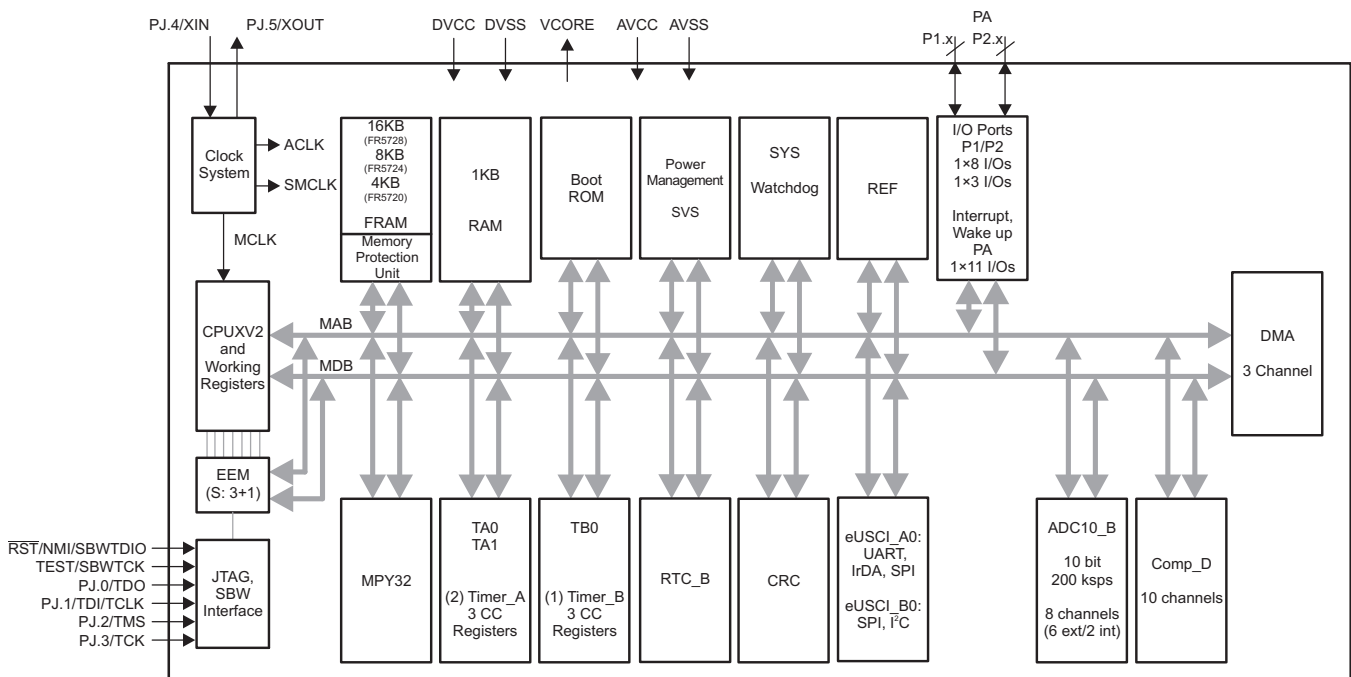 PJ.4/XIN
PJ.5/XOUT
DVCC
DVSS
VCORE
AVCC
AVSS
PA
P1.x
P2.x
Clock
System
ACLK
SMCLK
MCLK
16KB
(FR5728)
8KB
(FR5724)
4KB
(FR5720)
FRAM
Memory
Protection
Unit
1KB
RAM
Boot
ROM
Power
Management
SVS
SYS
Watchdog
REF
I/O Ports
P1/P2
1×8 I/Os
1×3 I/Os
Interrupt,
Wake up
PA
1×11 I/Os
CPUXV2
and
Working
Registers
MAB
MDB
DMA
3 Channel
EEM
(S: 3+1)
RST/NMI/SBWTDIO
TEST/SBWTCK
PJ.0/TDO
PJ.1/TDI/TCLK
PJ.2/TMS
PJ.3/TCK
JTAG,
SBW
Interface
MPY32
TA0
TA1
(2) Timer_A
3 CC
Registers
TB0
(1) Timer_B
3 CC
Registers
RTC_B
CRC
eUSCI_A0:
UART,
IrDA, SPI
eUSCI_B0:
SPI, I²C
ADC10_B
10 bit
200 ksps
8 channels
(6 ext/2 int)
Comp_D
10 channels